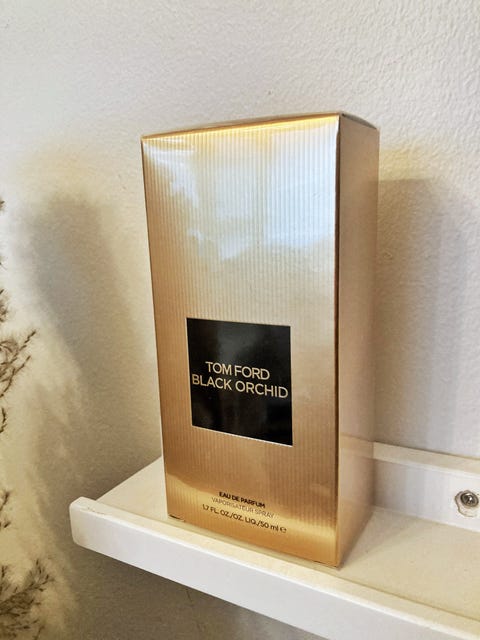 TOM FORD
BLACK ORCHID
EAU DE PARFUM
VAPORISATEUR SPRAY
1.7 FL. OZ./OZ. LIQ./50 ml ℮